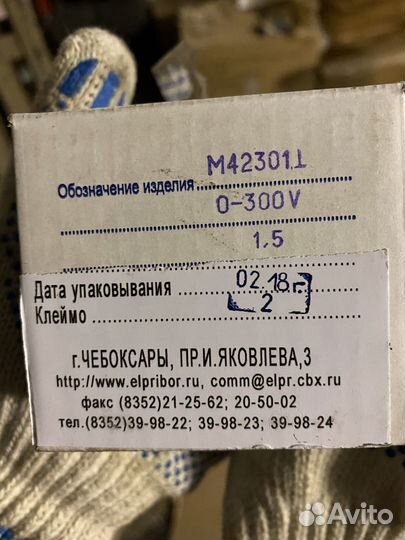 Обозначение изделия М42301
0-300V
1,5
Дата упаковывания 02.18г.
Клеймо 2
г.ЧЕБОКСАРЫ, ПР.И.ЯКОВЛЕВА,3
http://www.elpribor.ru, comm@elpr.cbx.ru
факс (8352)21-25-62; 20-50-02
тел.(8352)39-98-22; 39-98-23; 39-98-24
Avito